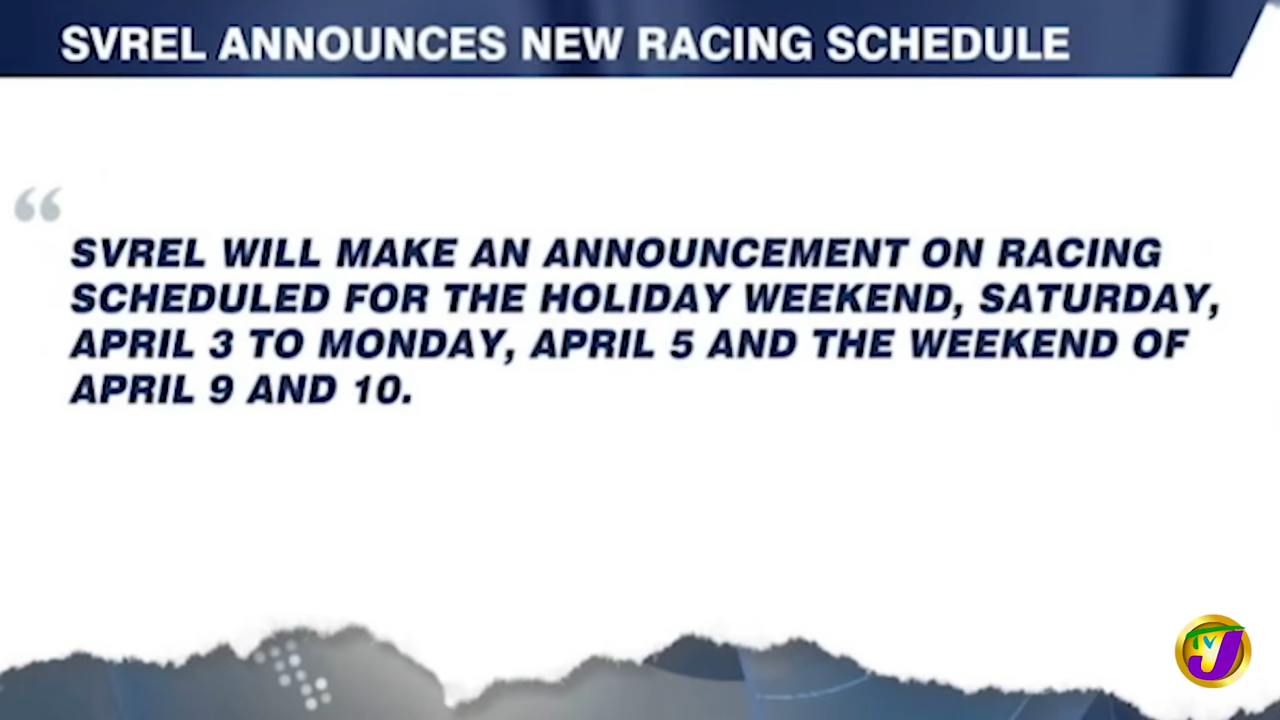 SVREL ANNOUNCES NEW RACING SCHEDULE
“
SVREL WILL MAKE AN ANNOUNCEMENT ON RACING
SCHEDULED FOR THE HOLIDAY WEEKEND, SATURDAY,
APRIL 3 TO MONDAY, APRIL 5 AND THE WEEKEND OF
APRIL 9 AND 10.
TVJ